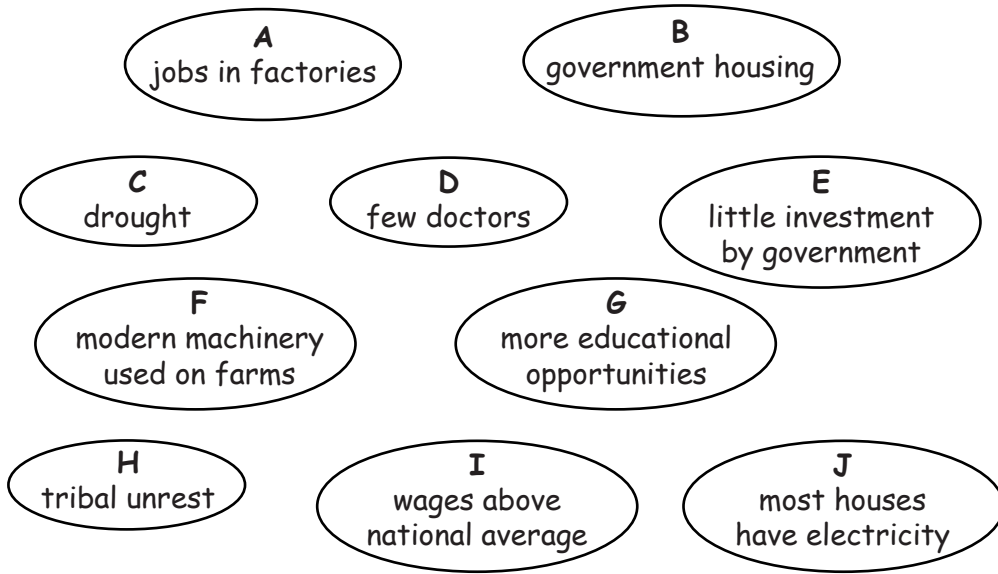 A
jobs in factories
B
government housing
C
drought
D
few doctors
E
little investment
by government
F
modern machinery
used on farms
G
more educational
opportunities
H
tribal unrest
I
wages above
national average
J
most houses
have electricity